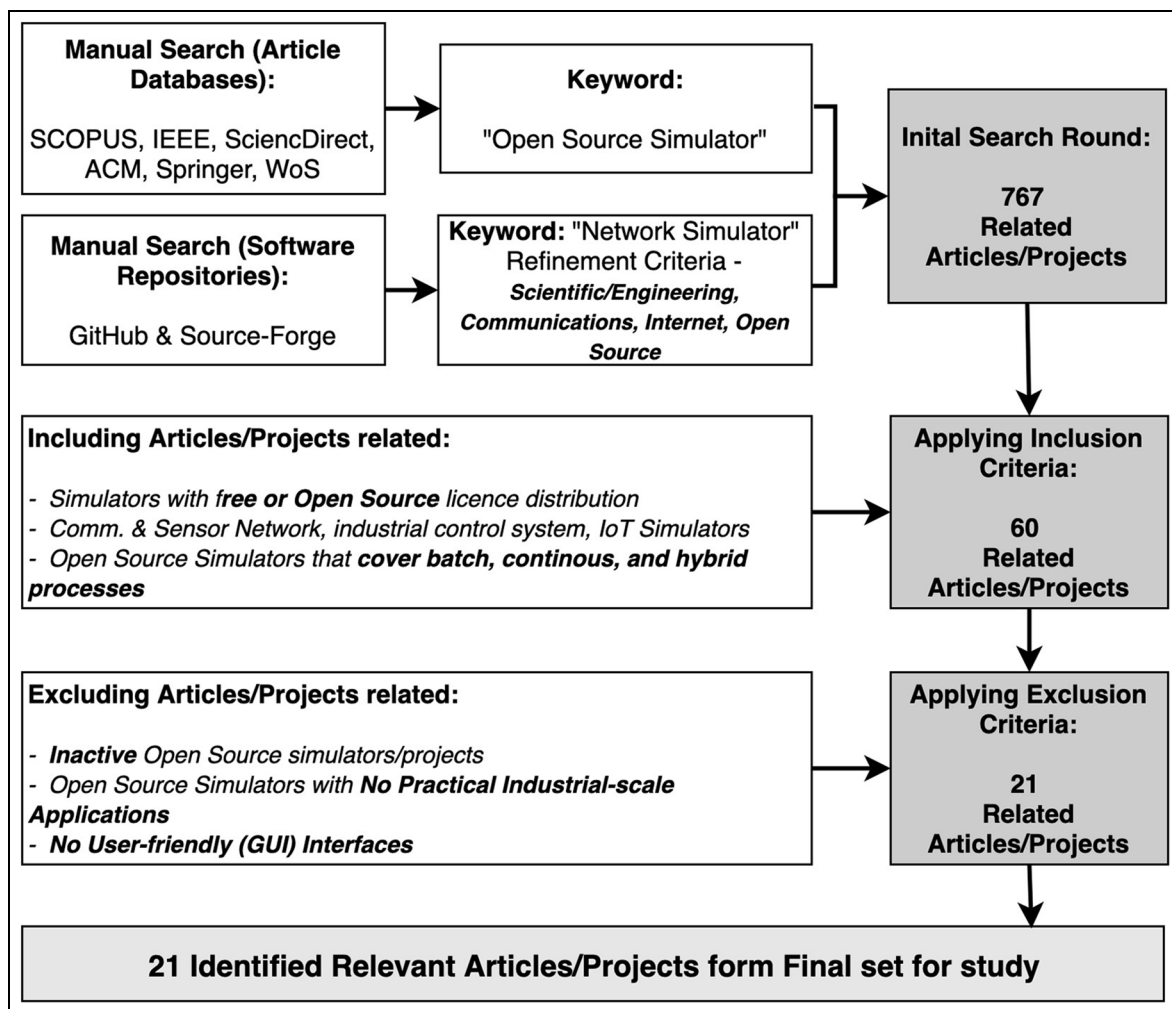 Manual Search (Article
Databases):
SCOPUS, IEEE, SciencDirect,
ACM, Springer, WoS
Keyword:
"Open Source Simulator"
Manual Search (Software
Repositories):
GitHub & Source-Forge
Keyword: "Network Simulator"
Refinement Criteria -
Scientific/Engineering,
Communications, Internet, Open
Source
Inital Search Round:
767
Related
Articles/Projects
Including Articles/Projects related:
- Simulators with free or Open Source licence distribution
- Comm. & Sensor Network, industrial control system, IoT Simulators
- Open Source Simulators that cover batch, continous, and hybrid
processes
Applying Inclusion
Criteria:
60
Related
Articles/Projects
Excluding Articles/Projects related:
- Inactive Open Source simulators/projects
- Open Source Simulators with No Practical Industrial-scale
Applications
- No User-friendly (GUI) Interfaces
Applying Exclusion
Criteria:
21
Related
Articles/Projects
21 Identified Relevant Articles/Projects form Final set for study